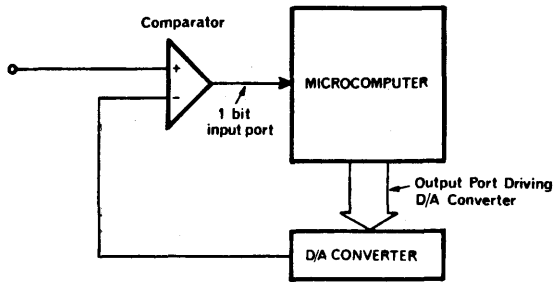 Comparator
+
-
MICROCOMPUTER
1 bit
input port
Output Port Driving
D/A Converter
D/A CONVERTER